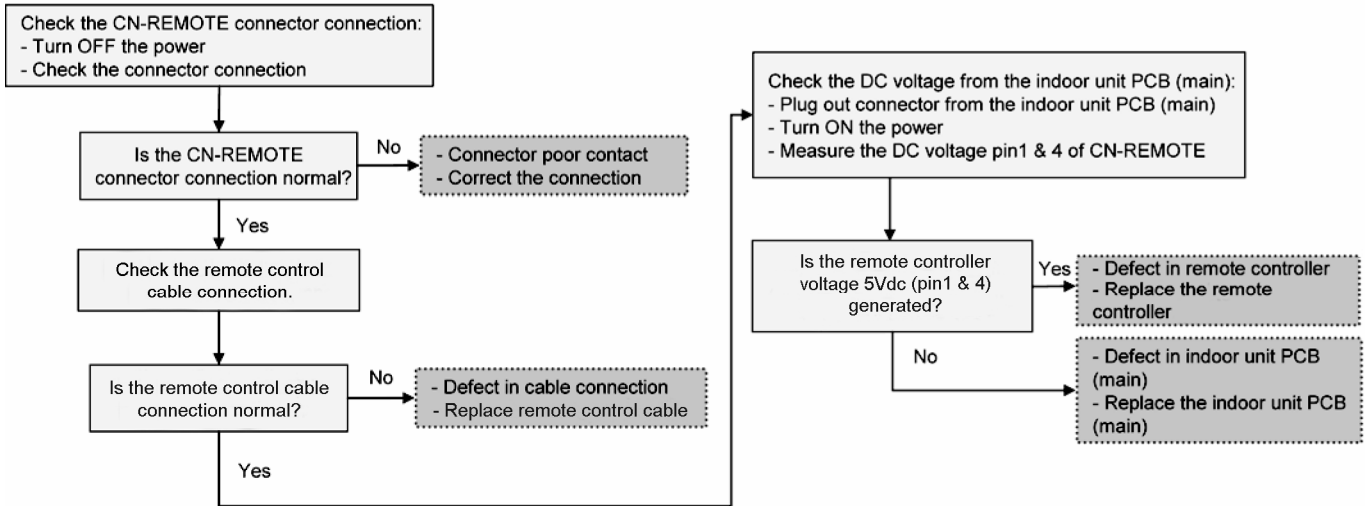 Check the CN-REMOTE connector connection:
- Turn OFF the power
- Check the connector connection
Is the CN-REMOTE
connector connection normal?
No
- Connector poor contact
- Correct the connection
Yes
Check the remote control
cable connection.
Is the remote control cable
connection normal?
No
- Defect in cable connection
- Replace remote control cable
Yes
Check the DC voltage from the indoor unit PCB (main):
- Plug out connector from the indoor unit PCB (main)
- Turn ON the power
- Measure the DC voltage pin1 & 4 of CN-REMOTE
Is the remote controller
voltage 5Vdc (pin1 & 4)
generated?
Yes
- Defect in remote controller
- Replace the remote
controller
No
- Defect in indoor unit PCB
(main)
- Replace the indoor unit PCB
(main)